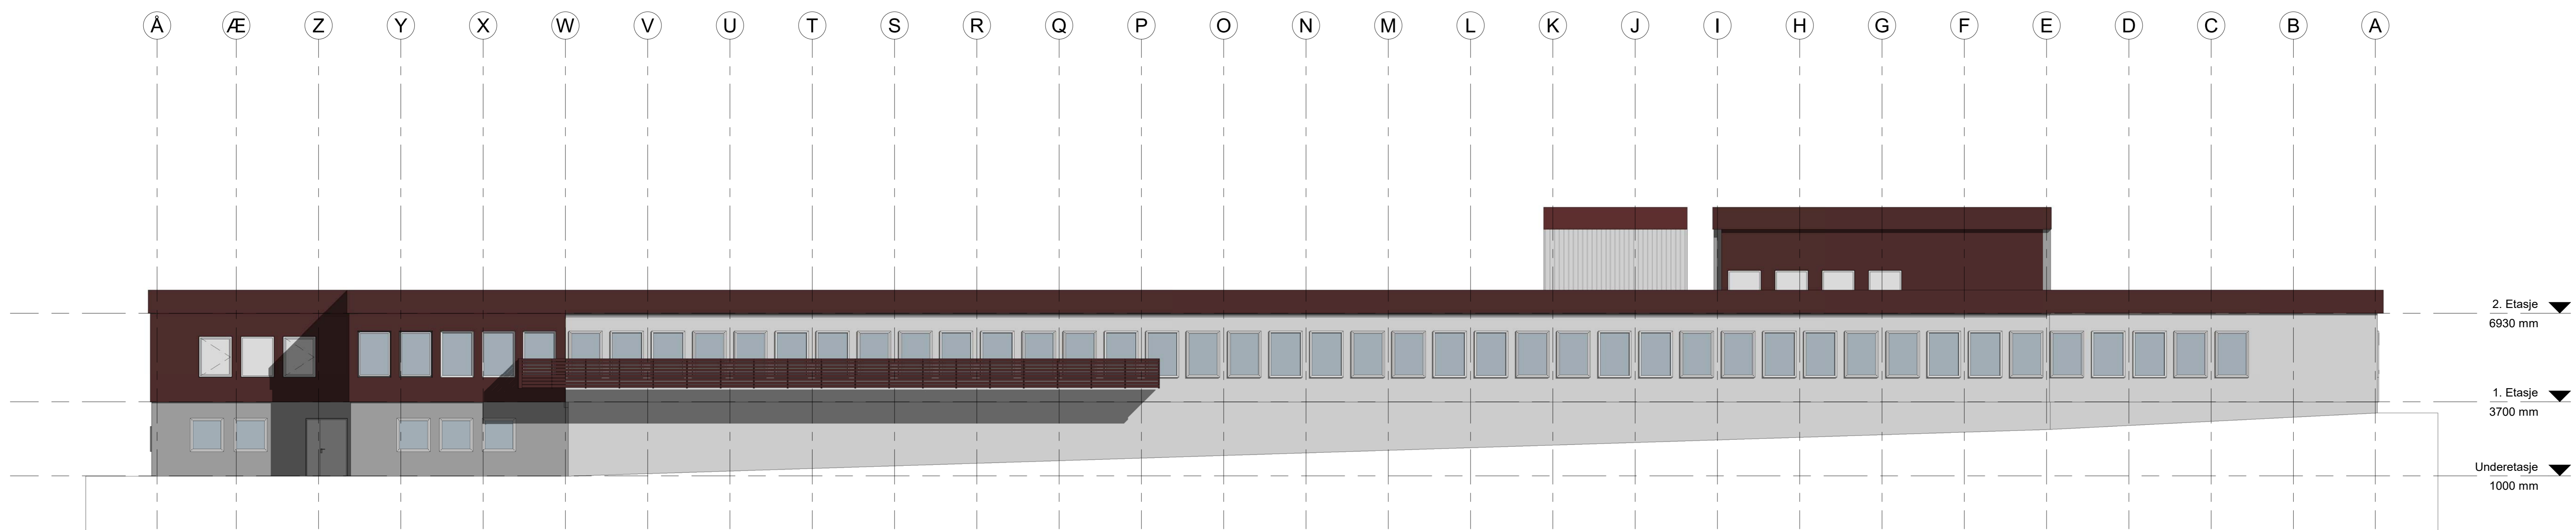 Å Æ Z Y X W V U T S R Q P O N M L K J I H G F E D C B A
2. Etasje
6930 mm
1. Etasje
3700 mm
Underetasje
1000 mm